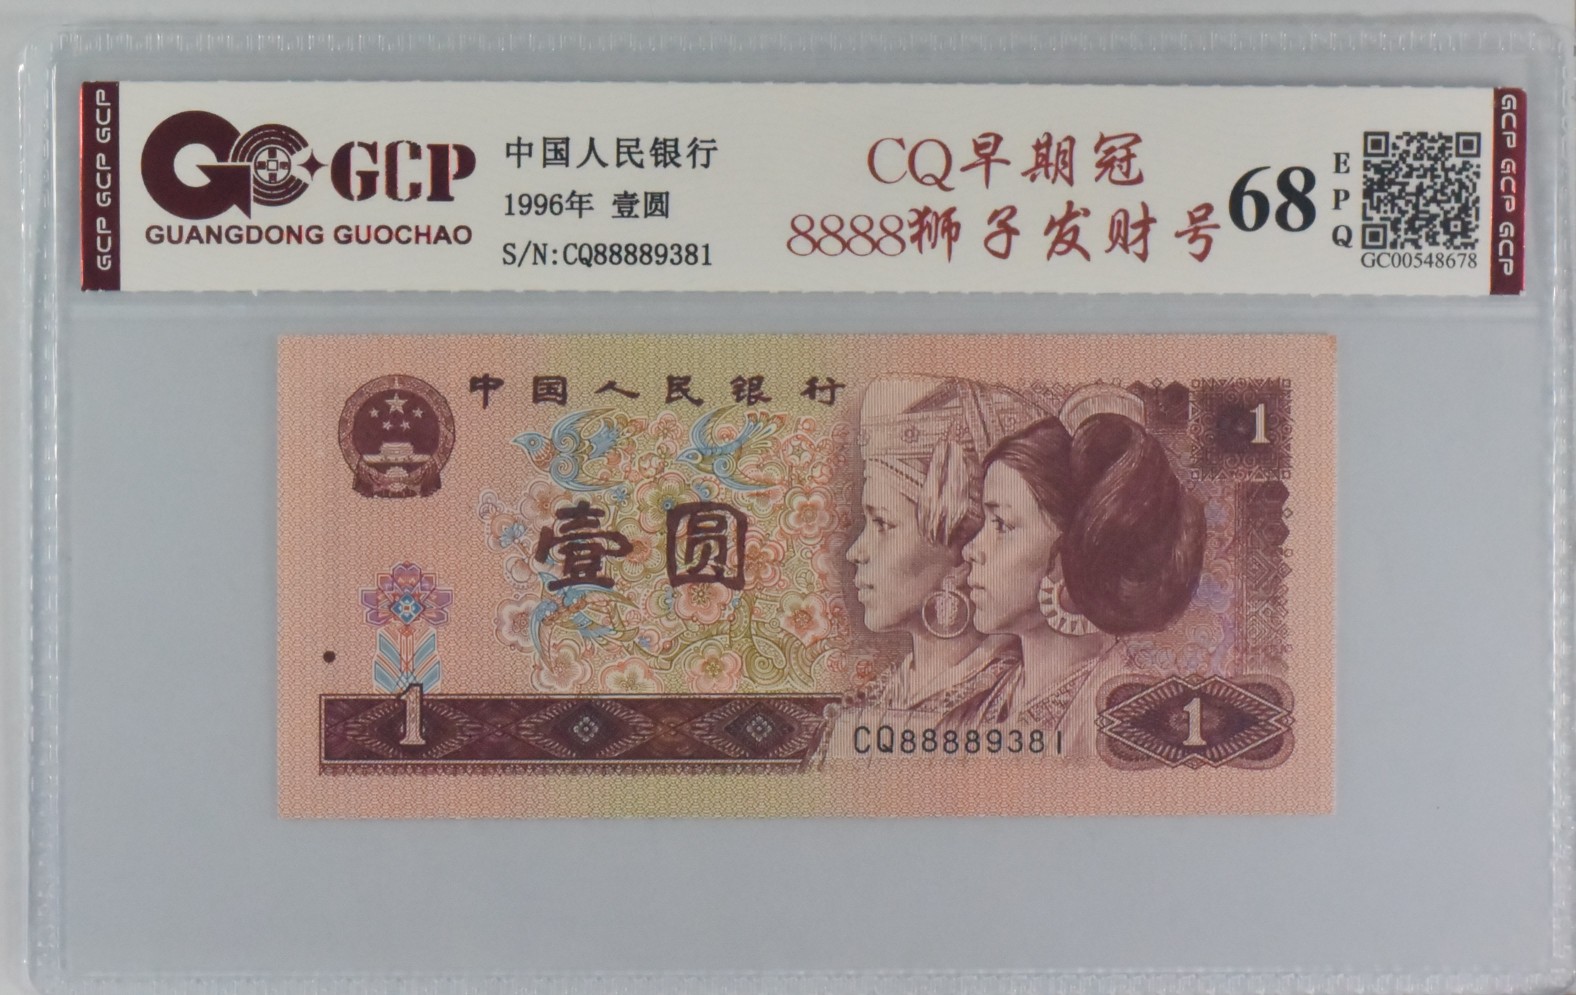 GCP GCP GCP
GCP
GUANGDONG GUOCHAO
中国人民银行
1996年 壹圆
S/N:CQ88889381
CQ早期冠
8888狮子发财号
68
EPQ
GC00548678
GCP GCP GCP
中国人民银行
1
壹圆
1
CQ88889381
1